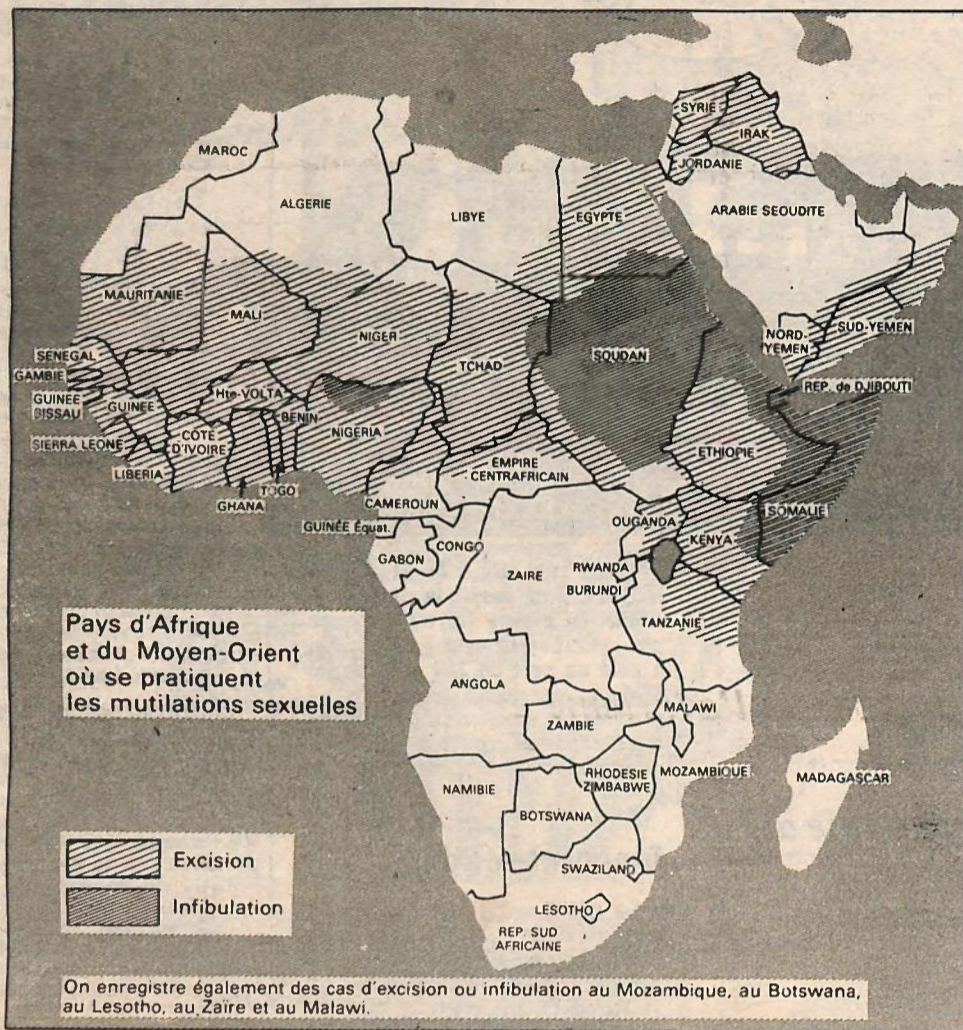 SYRIE
IRAK
JORDANIE
MAROC
ALGERIE
LIBYE
EGYPTE
ARABIE SEOUDITE
MAURITANIE
MALI
NIGER
TCHAD
SOUDAN
NORD-
YEMEN
SUD-YEMEN
REP. de DJIBOUTI
SENEGAL
GAMBIE
GUINÉE
BISSAU
GUINÉE
Hte-VOLTA
BENIN
NIGERIA
SIERRA LEONE
CÔTE
D'IVOIRE
LIBERIA
GHANA
TOGO
CAMEROUN
EMPIRE
CENTRAFRICAIN
ETHIOPIE
SOMALIE
GUINÉE Équat.
GABON
CONGO
ZAIRE
OUGANDA
KENYA
RWANDA
BURUNDI
TANZANIE
Pays d'Afrique
et du Moyen-Orient
où se pratiquent
les mutilations sexuelles
ANGOLA
ZAMBIE
MALAWI
MOZAMBIQUE
MADAGASCAR
NAMIBIE
RHODESIE
ZIMBABWE
BOTSWANA
SWAZILAND
LESOTHO
REP. SUD
AFRICAINE
Excision
Infibulation
On enregistre également des cas d'excision ou infibulation au Mozambique, au Botswana,
au Lesotho, au Zaïre et au Malawi.